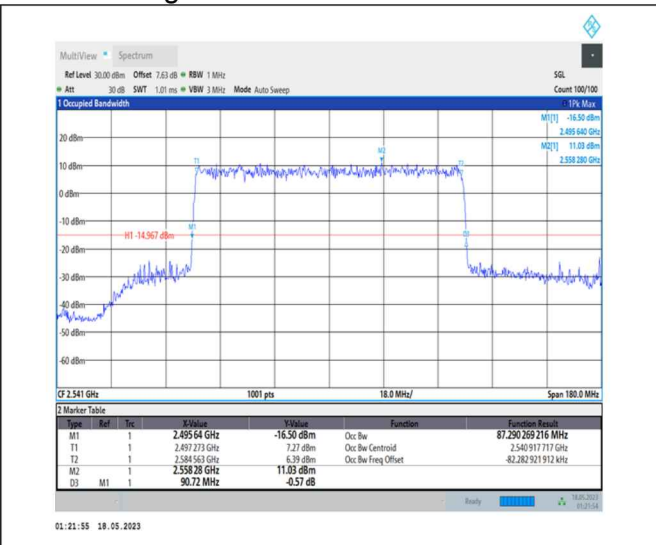 MultiView Spectrum
Ref Level 30.00 dBm Offset 7.63 dB RBW 1 MHz SGL
Att 30 dB SWT 1.01 ms VBW 3 MHz Mode Auto Sweep Count 100/100
1 Occupied Bandwidth 1Pk Max
M1[1] -16.50 dBm
2.495 640 GHz
M2[1] 11.03 dBm
2.558 280 GHz
20 dBm
M2
T1
T2
10 dBm
0 dBm
-10 dBm
M1
H1 -14.967 dBm
D3
-20 dBm
-30 dBm
-40 dBm
-50 dBm
-60 dBm
CF 2.541 GHz 1001 pts 18.0 MHz/ Span 180.0 MHz
2 Marker Table
Type Ref Trc X-Value Y-Value Function Function Result
M1 1 2.495 64 GHz -16.50 dBm Occ Bw 87.290 269 216 MHz
T1 1 2.497 273 GHz 7.27 dBm Occ Bw Centroid 2.540 917 717 GHz
T2 1 2.584 563 GHz 6.39 dBm Occ Bw Freq Offset -82.282 921 912 kHz
M2 1 2.558 28 GHz 11.03 dBm
D3 M1 1 90.72 MHz -0.57 dB
Ready 18.05.2023
01:21:54
01:21:55 18.05.2023